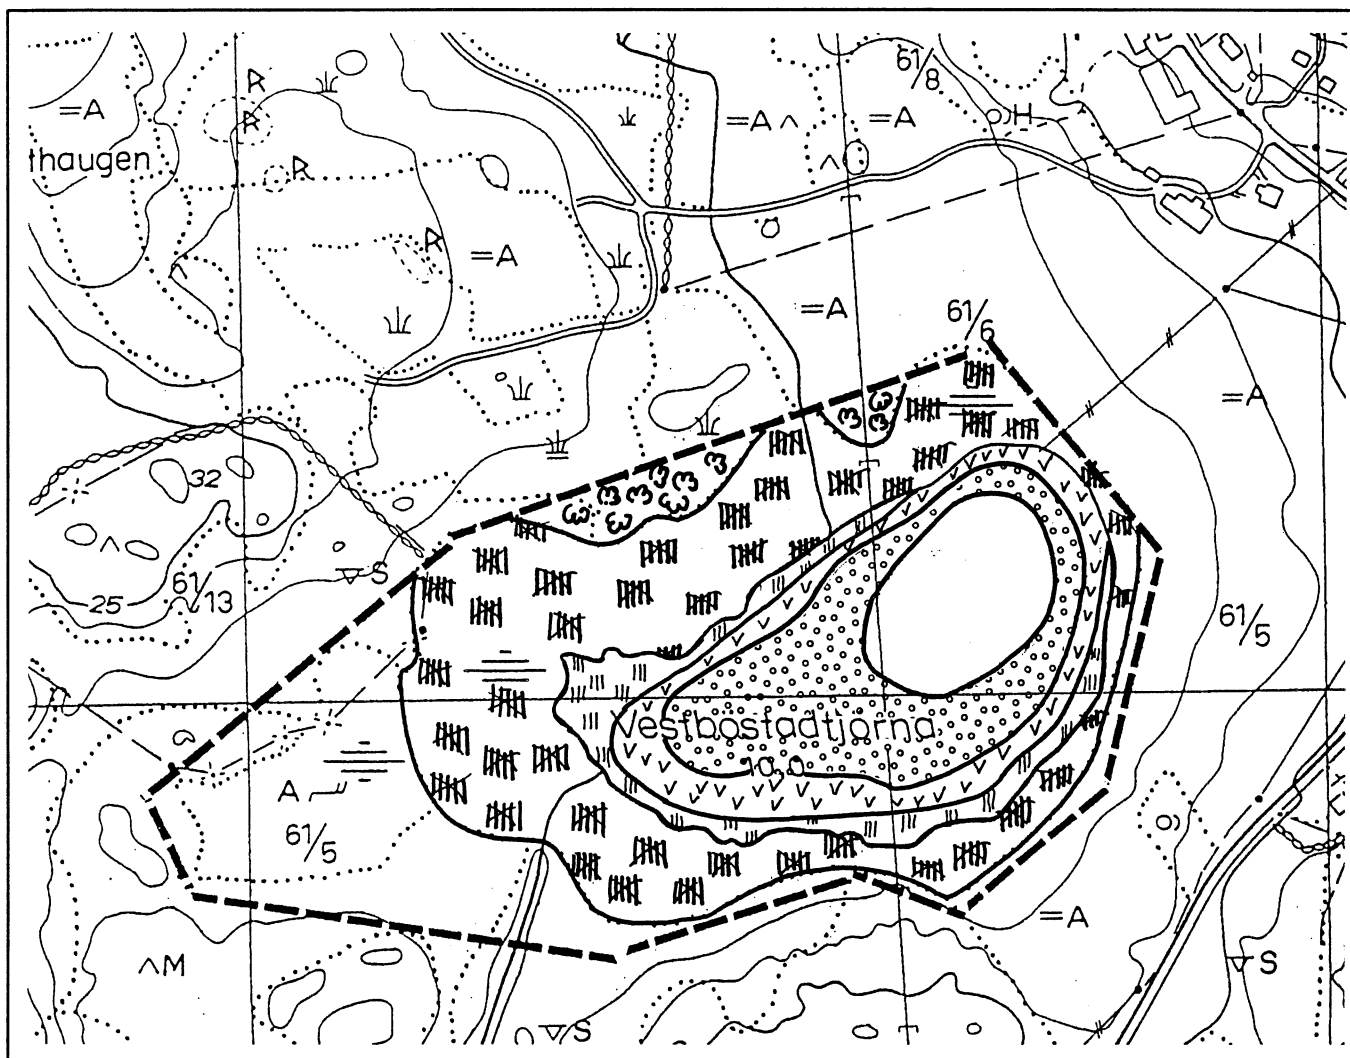 61/8
=A
R
R
=A
=A
H
thaugen
R
R
=A
=A
61/6
=A
32
S
61/13
25
61/5
Vestbostadtjørna
10,0
A
61/5
=A
M
S
S